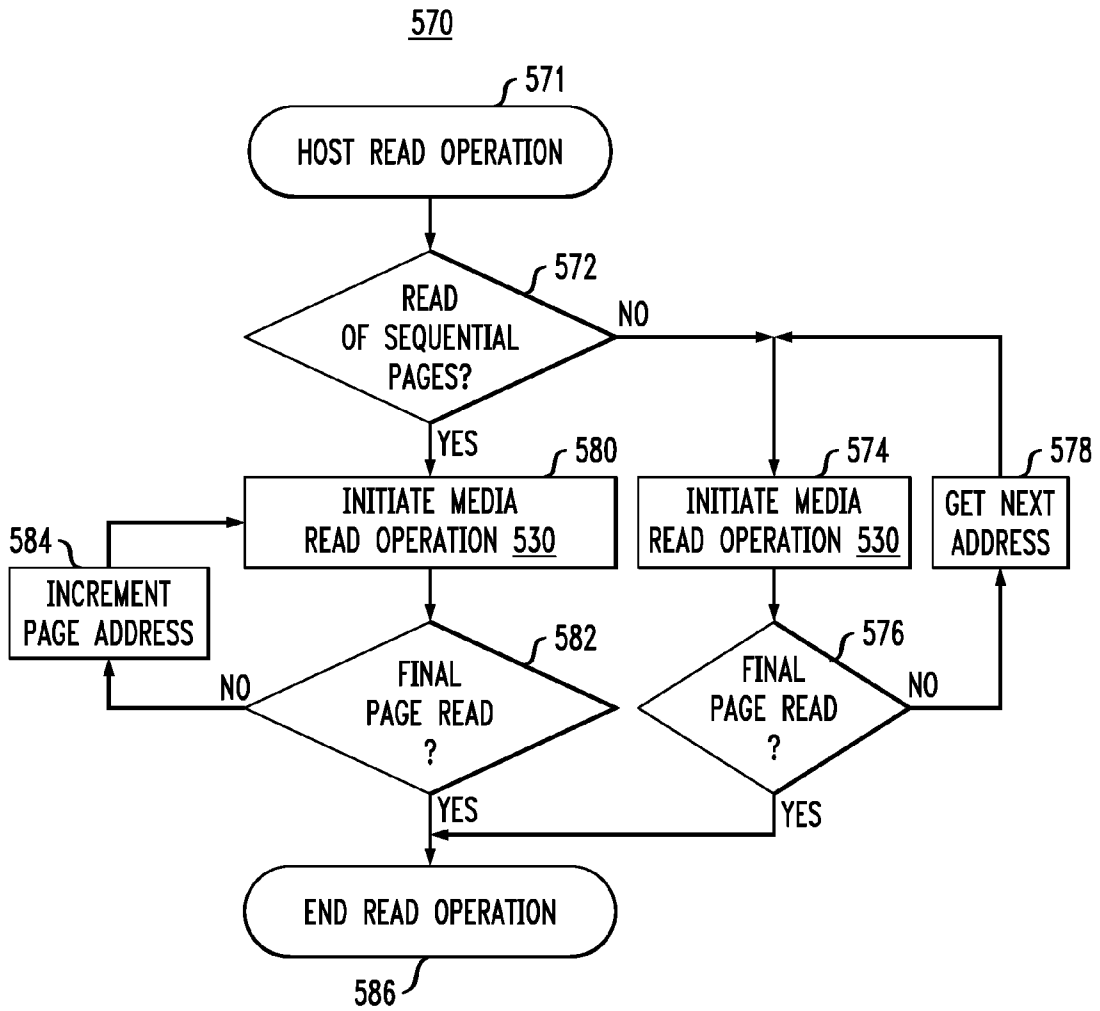 570
571
HOST READ OPERATION
572
READ
OF SEQUENTIAL
PAGES?
NO
YES
580
INITIATE MEDIA
READ OPERATION 530
574
INITIATE MEDIA
READ OPERATION 530
578
GET NEXT
ADDRESS
584
INCREMENT
PAGE ADDRESS
582
FINAL
PAGE READ
?
NO
YES
576
FINAL
PAGE READ
?
NO
YES
END READ OPERATION
586